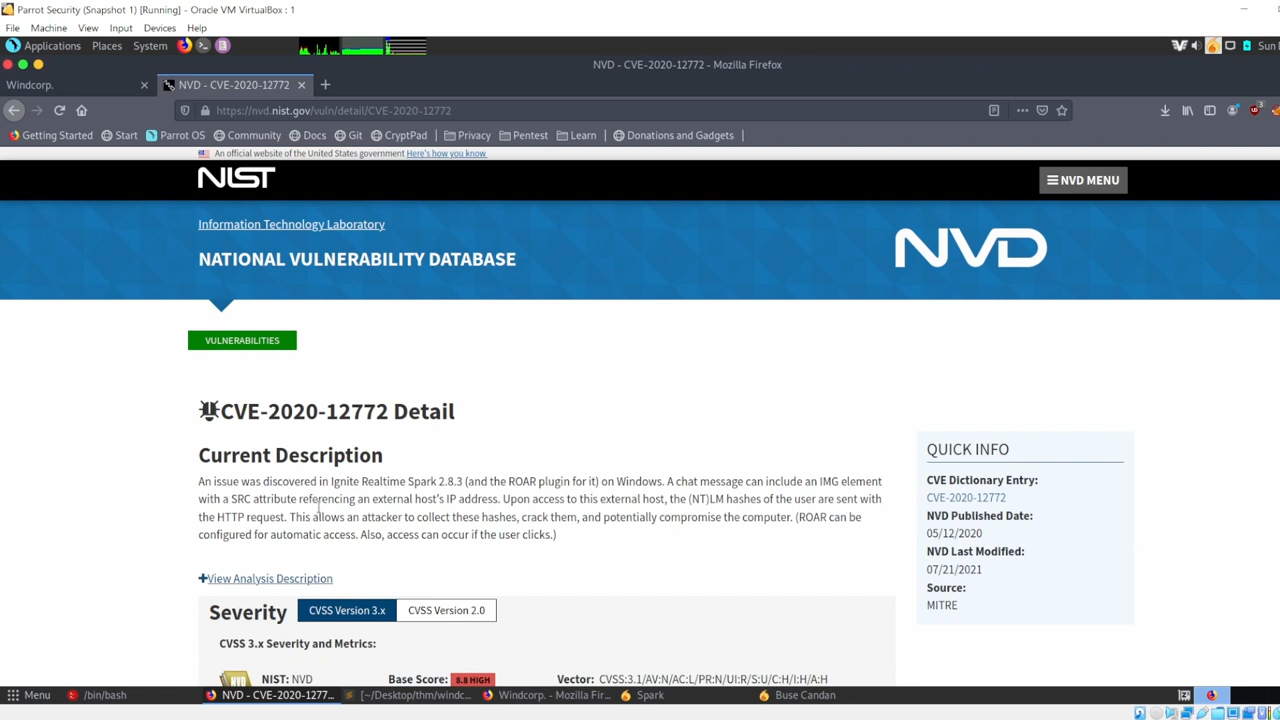 Parrot Security (Snapshot 1) [Running] - Oracle VM VirtualBox : 1
File Machine View Input Devices Help
Applications Places System Sun
NVD - CVE-2020-12772 — Mozilla Firefox
Windcorp. NVD - CVE-2020-12772
https://nvd.nist.gov/vuln/detail/CVE-2020-12772
Getting Started Start Parrot OS Community Docs Git CryptPad Privacy Pentest Learn Donations and Gadgets
An official website of the United States government Here's how you know
NIST NVD MENU
Information Technology Laboratory
NATIONAL VULNERABILITY DATABASE
NVD
VULNERABILITIES
CVE-2020-12772 Detail
Current Description
An issue was discovered in Ignite Realtime Spark 2.8.3 (and the ROAR plugin for it) on Windows. A chat message can include an IMG element
with a SRC attribute referencing an external host's IP address. Upon access to this external host, the (NT)LM hashes of the user are sent with
the HTTP request. This allows an attacker to collect these hashes, crack them, and potentially compromise the computer. (ROAR can be
configured for automatic access. Also, access can occur if the user clicks.)
View Analysis Description
Severity CVSS Version 3.x CVSS Version 2.0
CVSS 3.x Severity and Metrics:
NIST: NVD Base Score: 8.8 HIGH Vector: CVSS:3.1/AV:N/AC:L/PR:N/UI:R/S:U/C:H/I:H/A:H
QUICK INFO
CVE Dictionary Entry:
CVE-2020-12772
NVD Published Date:
05/12/2020
NVD Last Modified:
07/21/2021
Source:
MITRE
Menu /bin/bash NVD - CVE-2020-1277... [~/Desktop/thm/windc... Windcorp. - Mozilla Fir... Spark Buse Candan